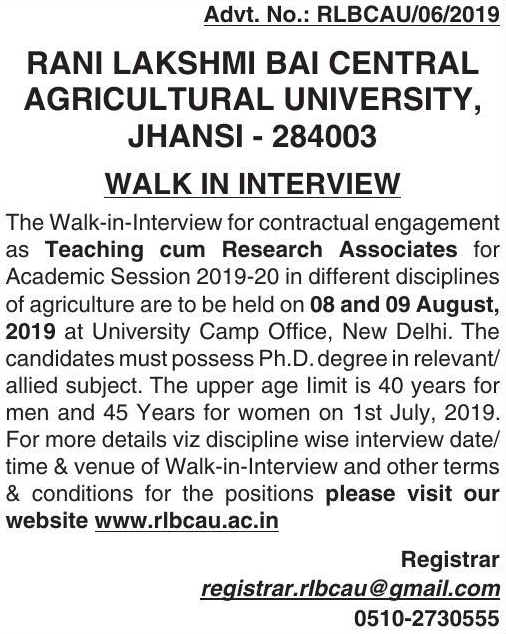 Advt. No.: RLBCAU/06/2019
RANI LAKSHMI BAI CENTRAL
AGRICULTURAL UNIVERSITY,
JHANSI - 284003
WALK IN INTERVIEW
The Walk-in-Interview for contractual engagement
as Teaching cum Research Associates for
Academic Session 2019-20 in different disciplines
of agriculture are to be held on 08 and 09 August,
2019 at University Camp Office, New Delhi. The
candidates must possess Ph.D. degree in relevant/
allied subject. The upper age limit is 40 years for
men and 45 Years for women on 1st July, 2019.
For more details viz discipline wise interview date/
time & venue of Walk-in-Interview and other terms
& conditions for the positions please visit our
website www.rlbcau.ac.in
Registrar
registrar.rlbcau@gmail.com
0510-2730555